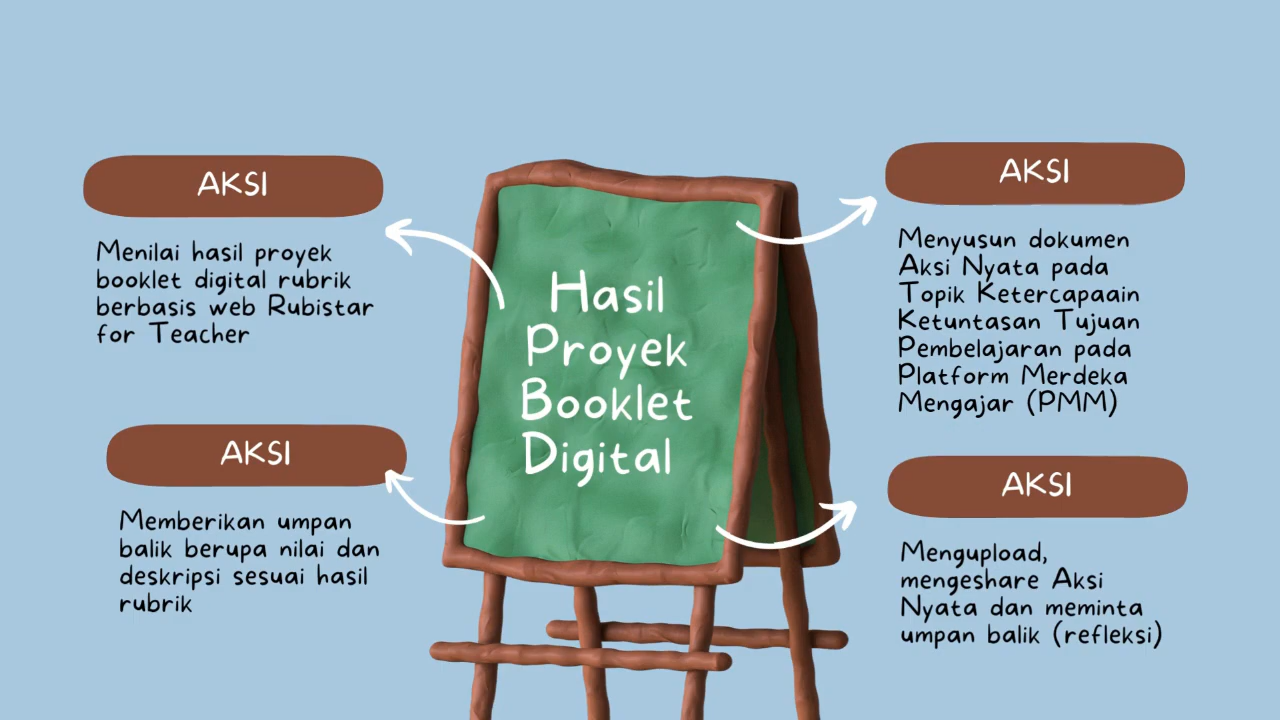 AKSI
Menilai hasil proyek
booklet digital rubrik
berbasis web Rubistar
for Teacher
AKSI
Memberikan umpan
balik berupa nilai dan
deskripsi sesuai hasil
rubrik
Hasil
Proyek
Booklet
Digital
AKSI
Menyusun dokumen
Aksi Nyata pada
Topik Ketercapaain
Ketuntasan Tujuan
Pembelajaran pada
Platform Merdeka
Mengajar (PMM)
AKSI
Mengupload,
mengeshare Aksi
Nyata dan meminta
umpan balik (refleksi)